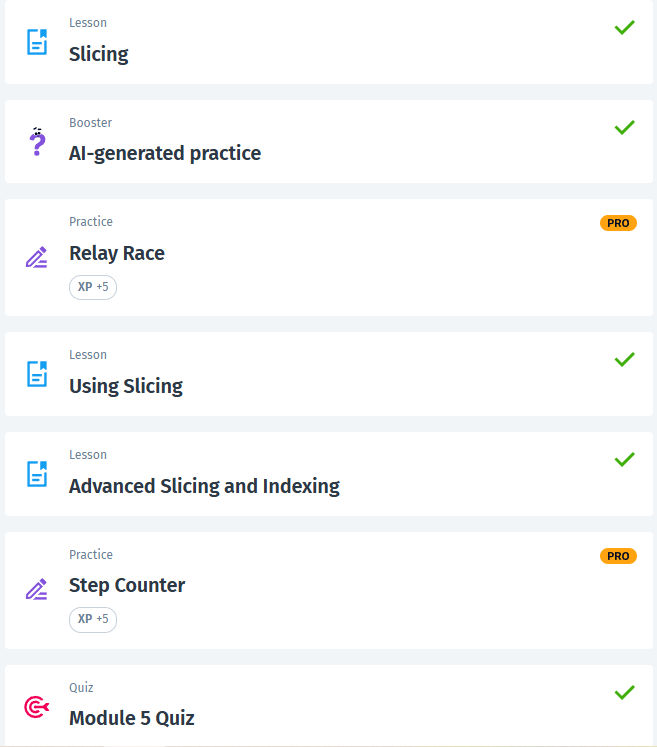 Lesson
Slicing
Booster
AI-generated practice
Practice
PRO
Relay Race
XP +5
Lesson
Using Slicing
Lesson
Advanced Slicing and Indexing
Practice
PRO
Step Counter
XP +5
Quiz
Module 5 Quiz